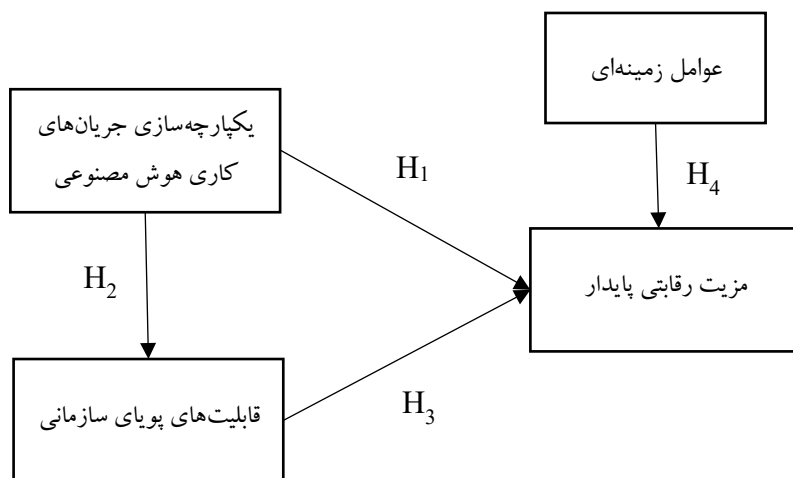 عوامل زمینه‌ای
یکپارچه‌سازی جریان‌های
کاری هوش مصنوعی
H1
H4
مزیت رقابتی پایدار
H2
قابلیت‌های پویای سازمانی
H3